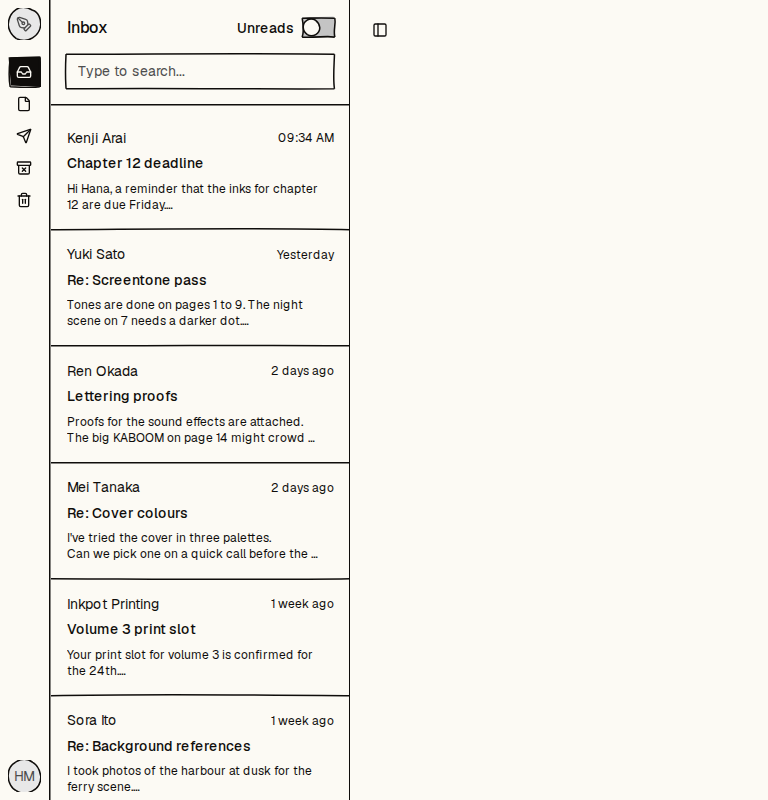 Inbox
Unreads
Type to search...
Kenji Arai
09:34 AM
Chapter 12 deadline
Hi Hana, a reminder that the inks for chapter
12 are due Friday....
Yuki Sato
Yesterday
Re: Screentone pass
Tones are done on pages 1 to 9. The night
scene on 7 needs a darker dot....
Ren Okada
2 days ago
Lettering proofs
Proofs for the sound effects are attached.
The big KABOOM on page 14 might crowd ...
Mei Tanaka
2 days ago
Re: Cover colours
I've tried the cover in three palettes.
Can we pick one on a quick call before the ...
Inkpot Printing
1 week ago
Volume 3 print slot
Your print slot for volume 3 is confirmed for
the 24th....
Sora Ito
1 week ago
Re: Background references
I took photos of the harbour at dusk for the
ferry scene....
HM